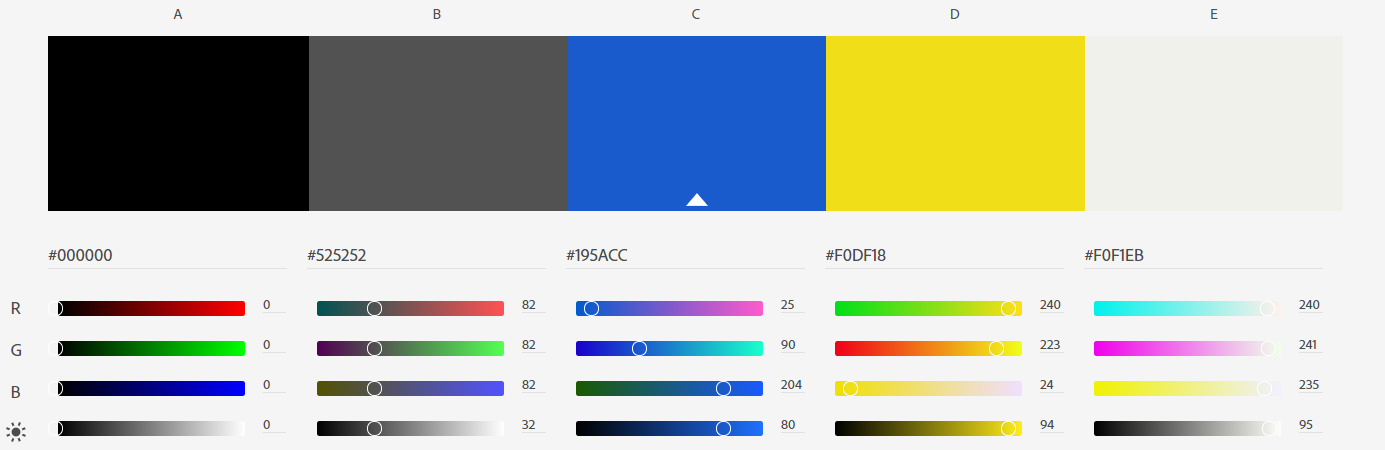 A B C D E
#000000 #525252 #195ACC #F0DF18 #F0F1EB
R 0 82 25 240 240
G 0 82 90 223 241
B 0 82 204 24 235
0 32 80 94 95